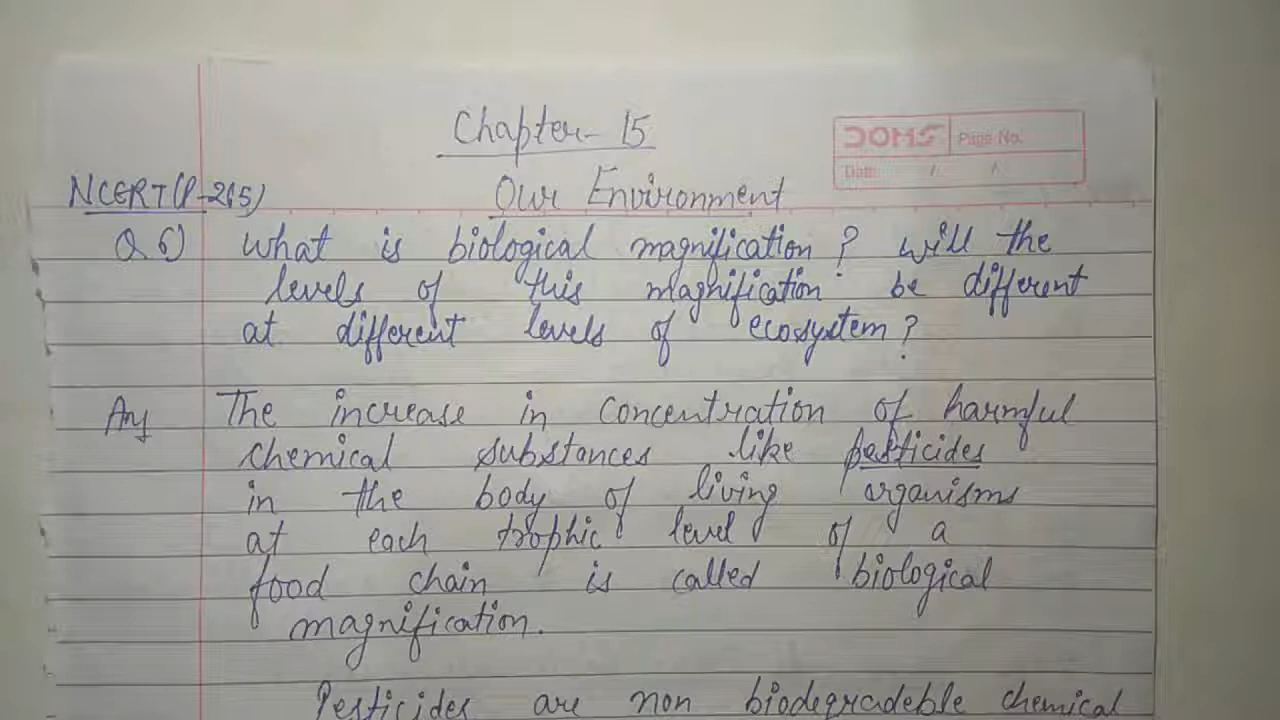 Chapter- 15
DOMS Page No.
Date / /
NCERT(P-265) Our Environment
Q 6) What is biological magnification? Will the
levels of this magnification be different
at different levels of ecosystem?
Ans The increase in concentration of harmful
chemical substances like pesticides
in the body of living organisms
at each trophic level of a
food chain is called biological
magnification.
Pesticides are non biodegradeble chemical